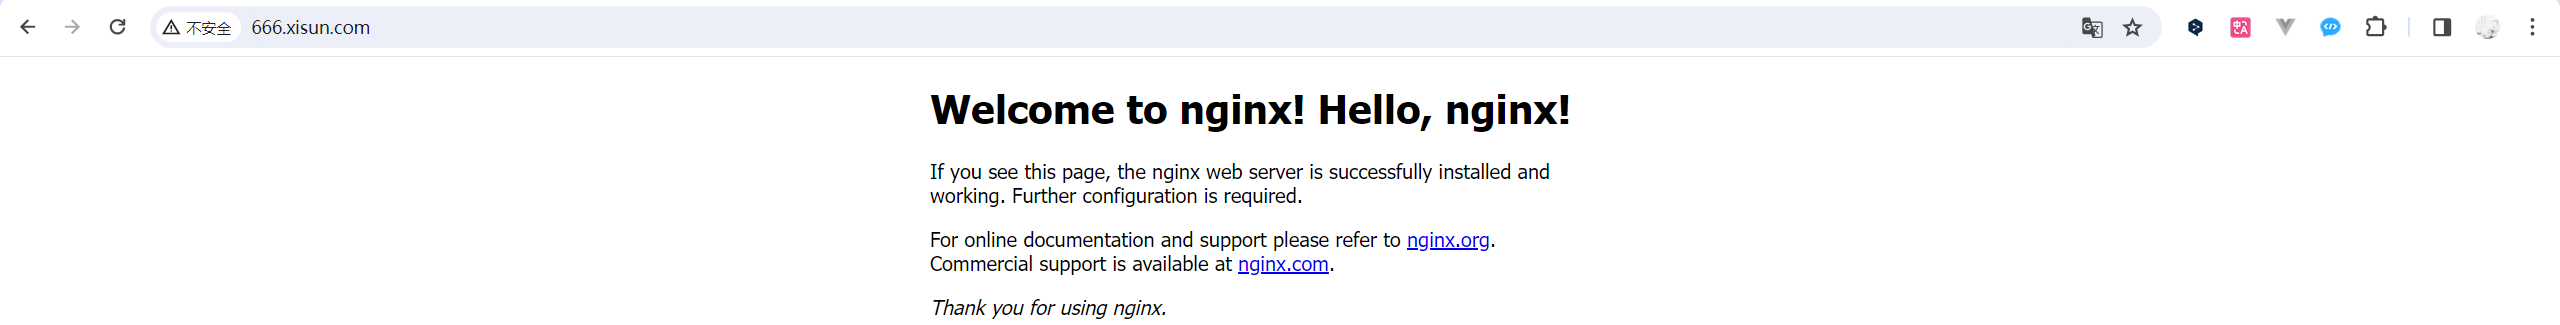 不安全 666.xisun.com
Welcome to nginx! Hello, nginx!
If you see this page, the nginx web server is successfully installed and
working. Further configuration is required.
For online documentation and support please refer to nginx.org.
Commercial support is available at nginx.com.
Thank you for using nginx.